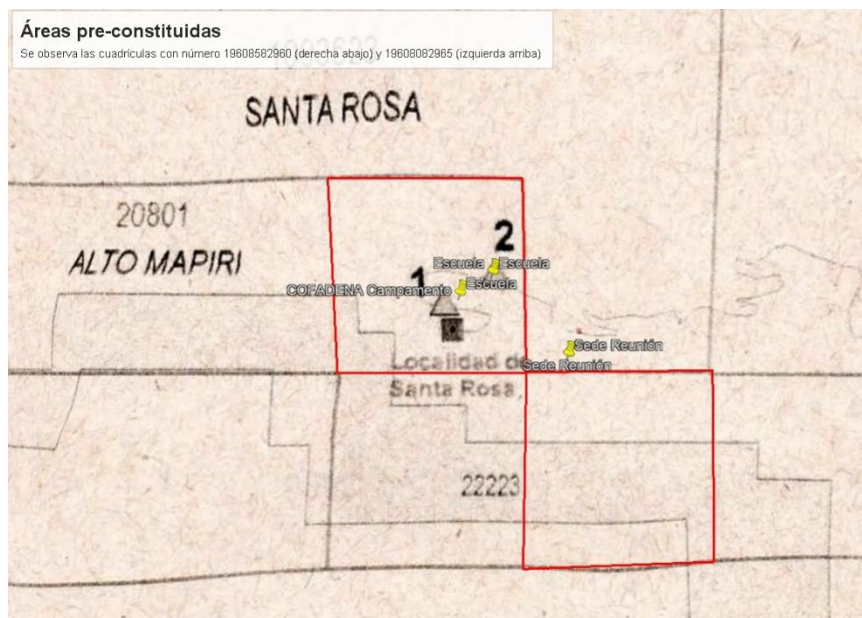 Áreas pre-constituidas
Se observa las cuadrículas con número 19608582960 (derecha abajo) y 19608082965 (izquierda arriba)
SANTA ROSA
20801
ALTO MAPIRI
2
Escuela Escuela
1
Escuela
COFADENA Campamento
Sede Reunión
Localidad de
Sede Reunión
Santa Rosa,
22223